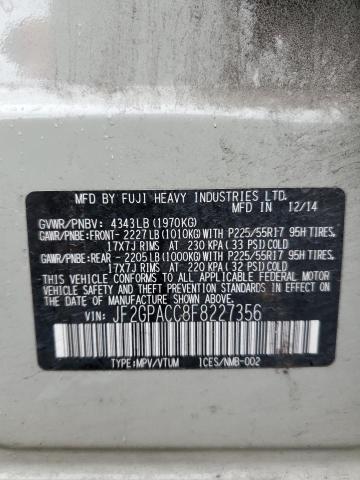 MFD. BY FUJI HEAVY INDUSTRIES LTD.
MFD IN 12/14
GVWR/PNBV: 4343LB (1970KG)
GAWR/PNBE:FRONT- 2227LB (1010KG)WITH P225/55R17 95H TIRES,
17X7J RIMS AT 230 KPA (33 PSI) COLD
GAWR/PNBE:REAR - 2205LB (1000KG)WITH P225/55R17 95H TIRES,
17X7J RIMS AT 220 KPA (32 PSI) COLD
THIS VEHICLE CONFORMS TO ALL APPLICABLE FEDERAL MOTOR
VEHICLE SAFETY AND THEFT PREVENTION STANDARDS IN EFFECT
ON THE DATE OF MANUFACTURE SHOWN ABOVE.
VIN: JF2GPACC8F8227356
TYPE:MPV/VTUM ICES/NMB-002